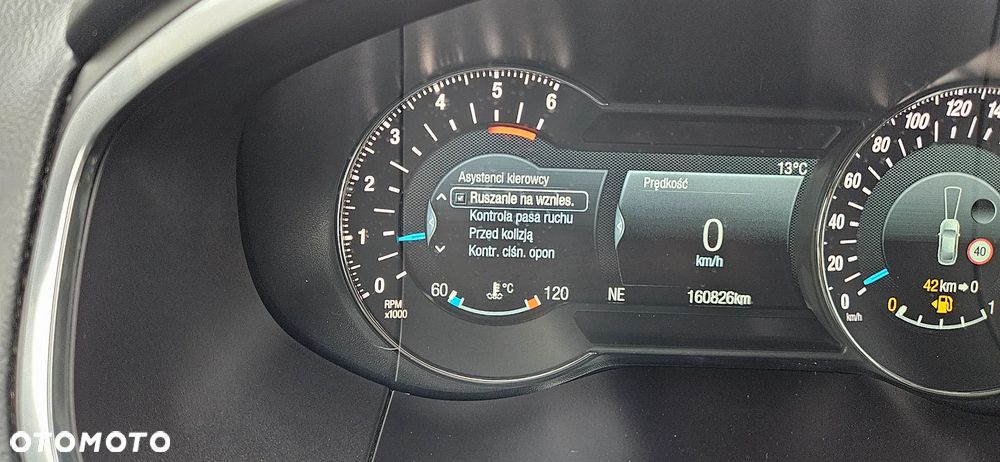 0 1 2 3 4 5 6
RPM
x1000
Asystenci kierowcy
Ruszanie na wznies.
Kontrola pasa ruchu
Przed kolizją
Kontr. ciśn. opon
60 °C 120
13°C
Prędkość
0
km/h
NE 160826km
0 20 40 60 80 100 120
km/h
40
42km→0
0 1
OTOMOTO